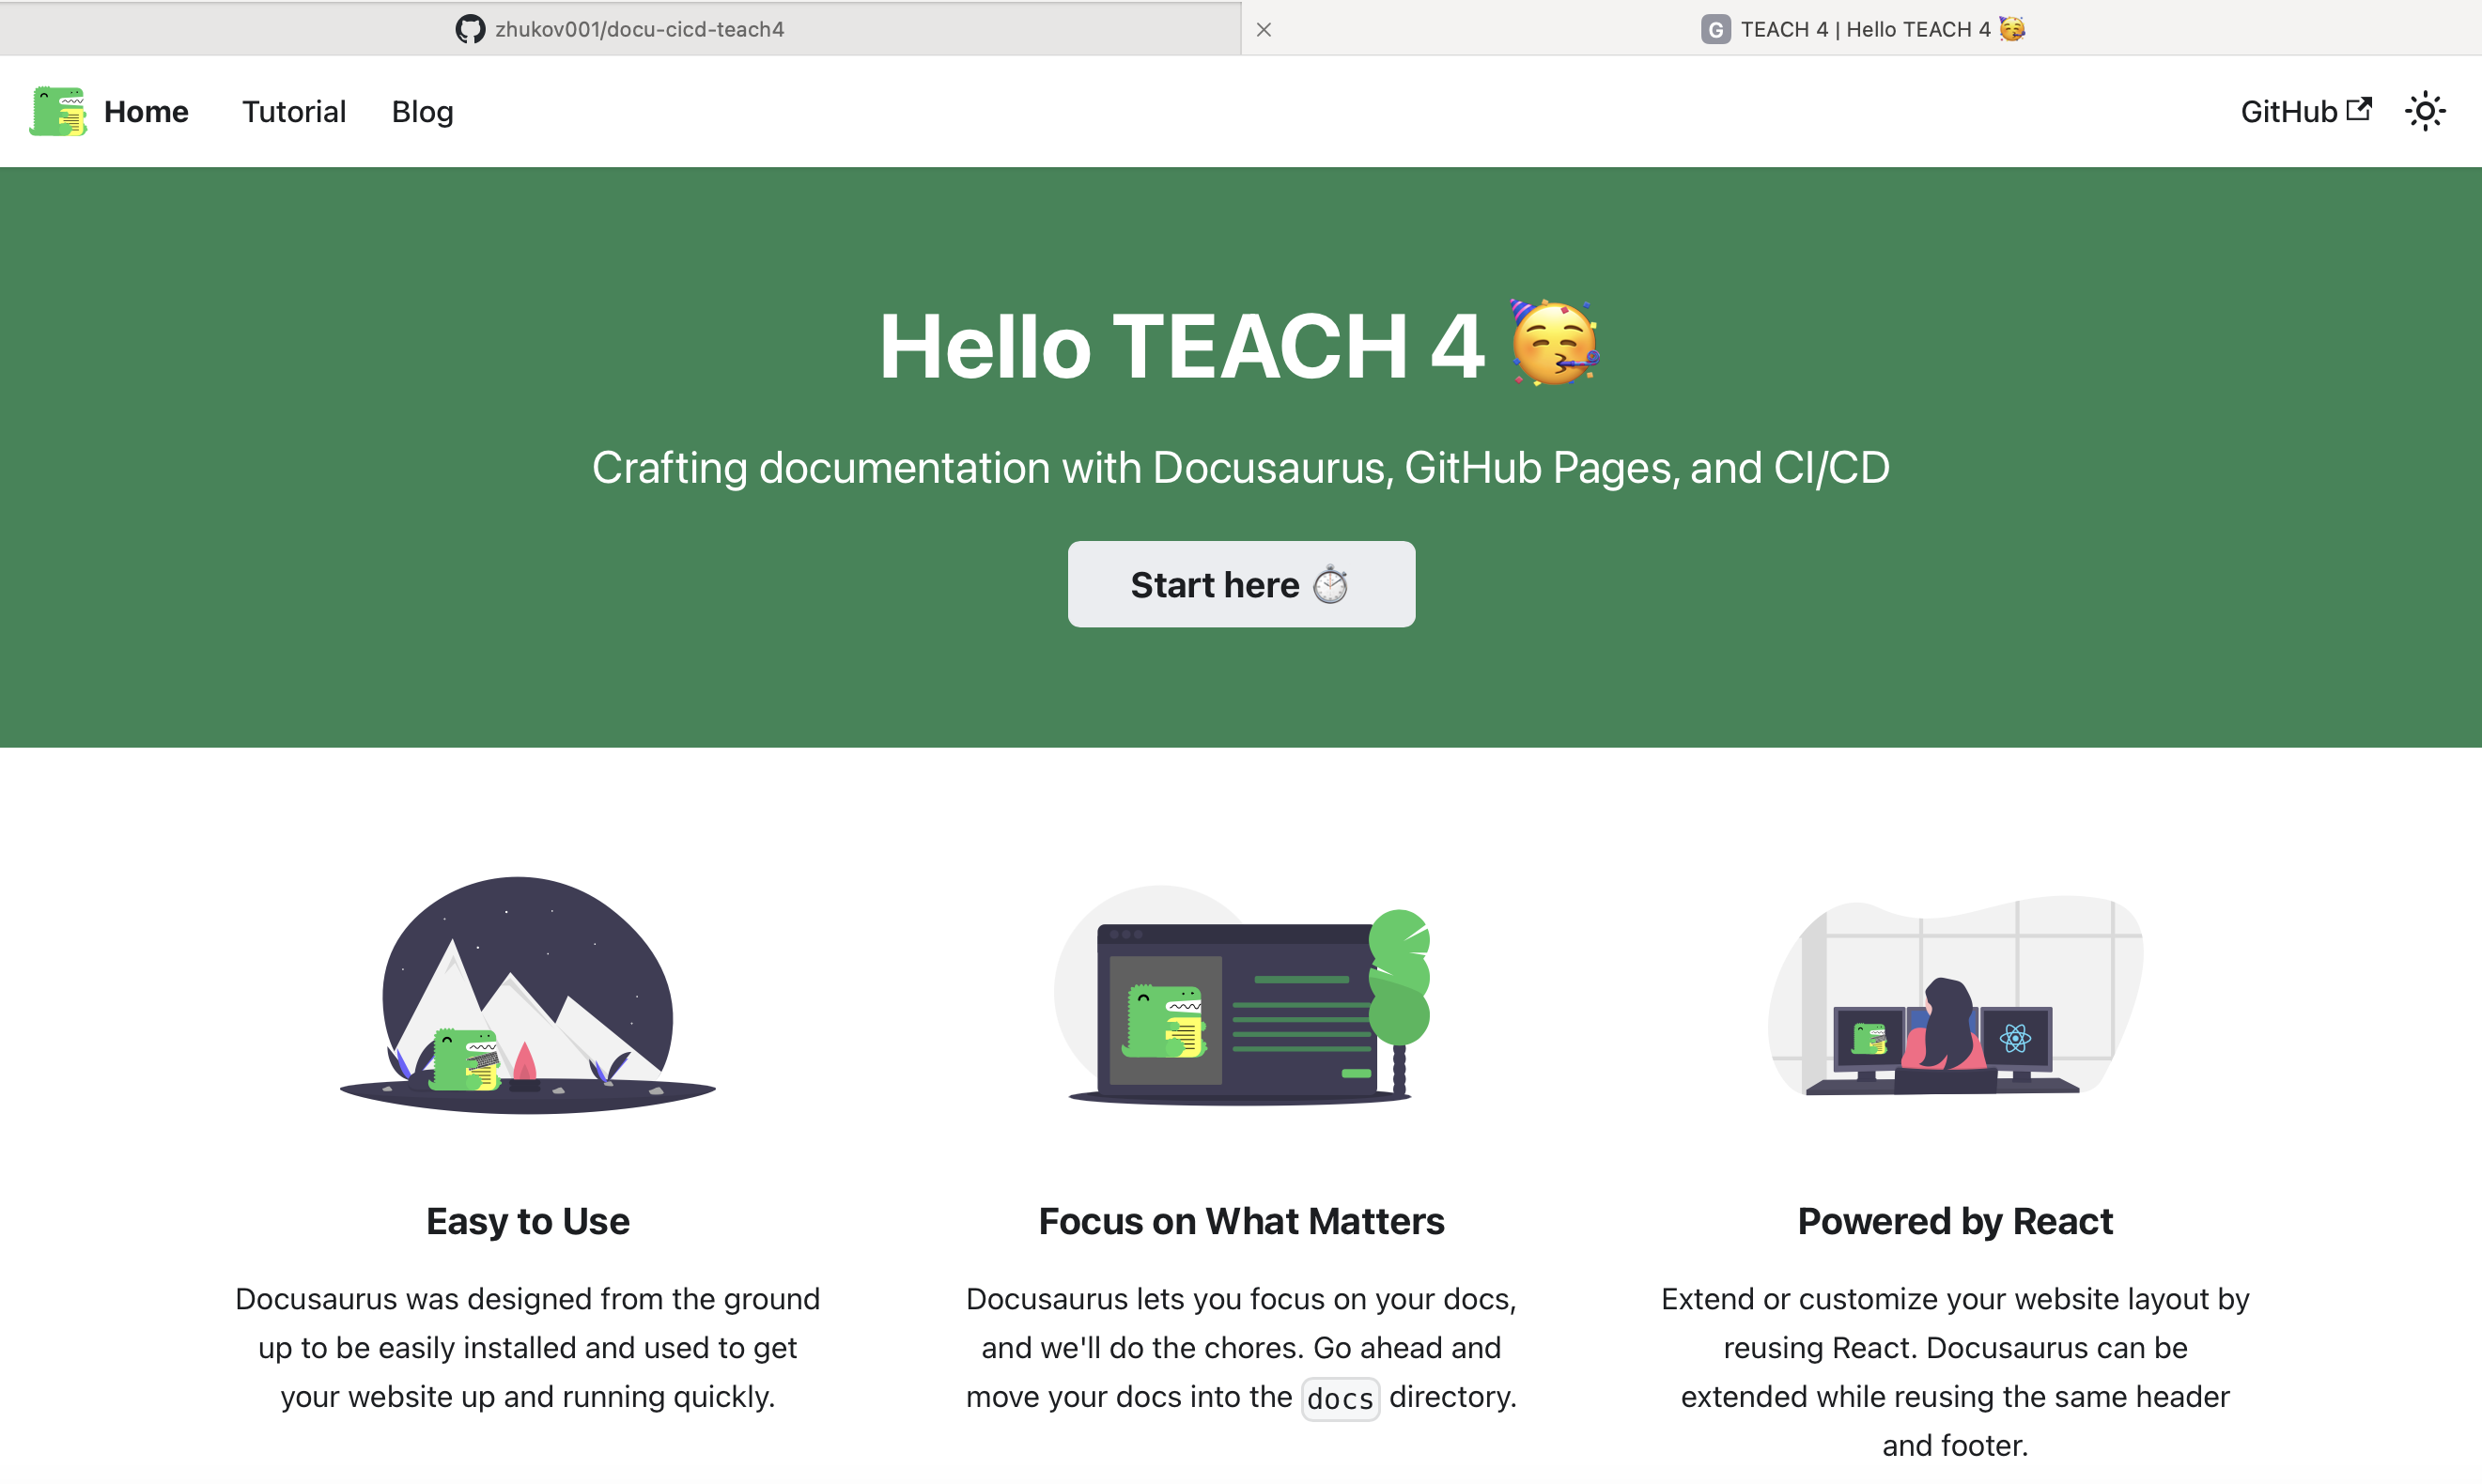 zhukov001/docu-cicd-teach4
G TEACH 4 | Hello TEACH 4 🥳
Home Tutorial Blog GitHub
Hello TEACH 4 🥳
Crafting documentation with Docusaurus, GitHub Pages, and CI/CD
Start here ⏱️
Easy to Use
Docusaurus was designed from the ground
up to be easily installed and used to get
your website up and running quickly.
Focus on What Matters
Docusaurus lets you focus on your docs,
and we'll do the chores. Go ahead and
move your docs into the docs directory.
Powered by React
Extend or customize your website layout by
reusing React. Docusaurus can be
extended while reusing the same header
and footer.